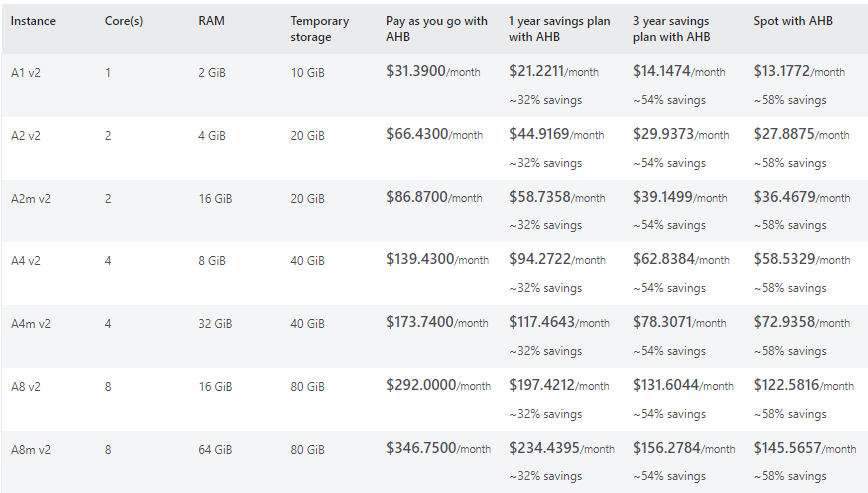 Instance Core(s) RAM Temporary storage Pay as you go with AHB 1 year savings plan with AHB 3 year savings plan with AHB Spot with AHB
A1 v2 1 2 GiB 10 GiB $31.3900/month $21.2211/month $14.1474/month $13.1772/month
~32% savings ~54% savings ~58% savings
A2 v2 2 4 GiB 20 GiB $66.4300/month $44.9169/month $29.9373/month $27.8875/month
~32% savings ~54% savings ~58% savings
A2m v2 2 16 GiB 20 GiB $86.8700/month $58.7358/month $39.1499/month $36.4679/month
~32% savings ~54% savings ~58% savings
A4 v2 4 8 GiB 40 GiB $139.4300/month $94.2722/month $62.8384/month $58.5329/month
~32% savings ~54% savings ~58% savings
A4m v2 4 32 GiB 40 GiB $173.7400/month $117.4643/month $78.3071/month $72.9358/month
~32% savings ~54% savings ~58% savings
A8 v2 8 16 GiB 80 GiB $292.0000/month $197.4212/month $131.6044/month $122.5816/month
~32% savings ~54% savings ~58% savings
A8m v2 8 64 GiB 80 GiB $346.7500/month $234.4395/month $156.2784/month $145.5657/month
~32% savings ~54% savings ~58% savings